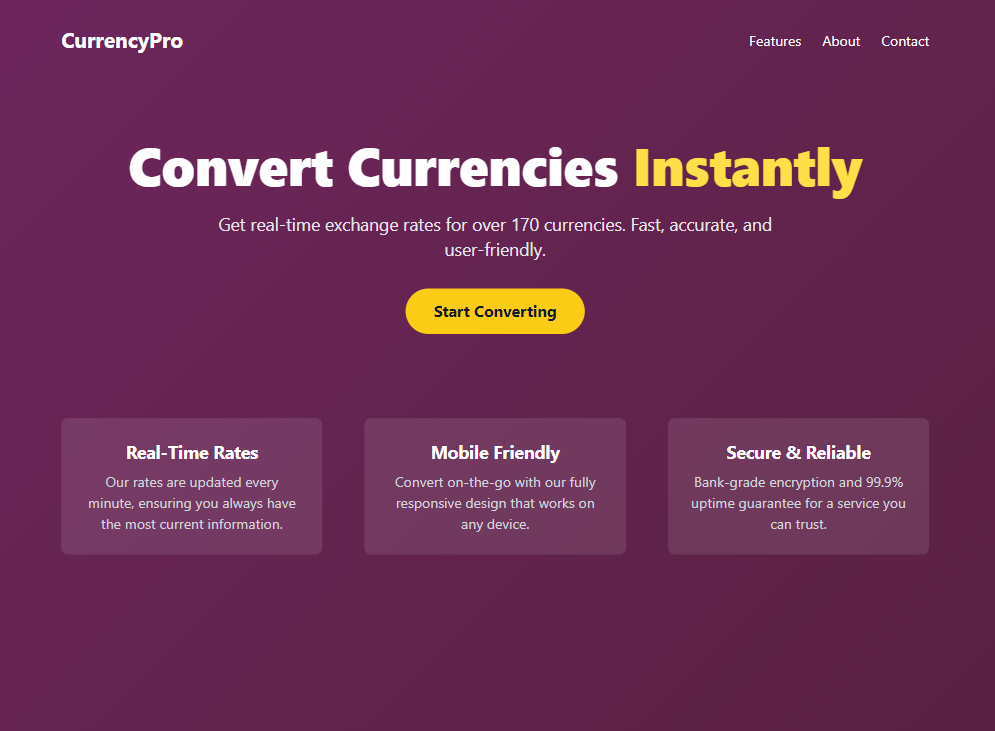 CurrencyPro
Features About Contact
Convert Currencies Instantly
Get real-time exchange rates for over 170 currencies. Fast, accurate, and
user-friendly.
Start Converting
Real-Time Rates
Our rates are updated every
minute, ensuring you always have
the most current information.
Mobile Friendly
Convert on-the-go with our fully
responsive design that works on
any device.
Secure & Reliable
Bank-grade encryption and 99.9%
uptime guarantee for a service you
can trust.